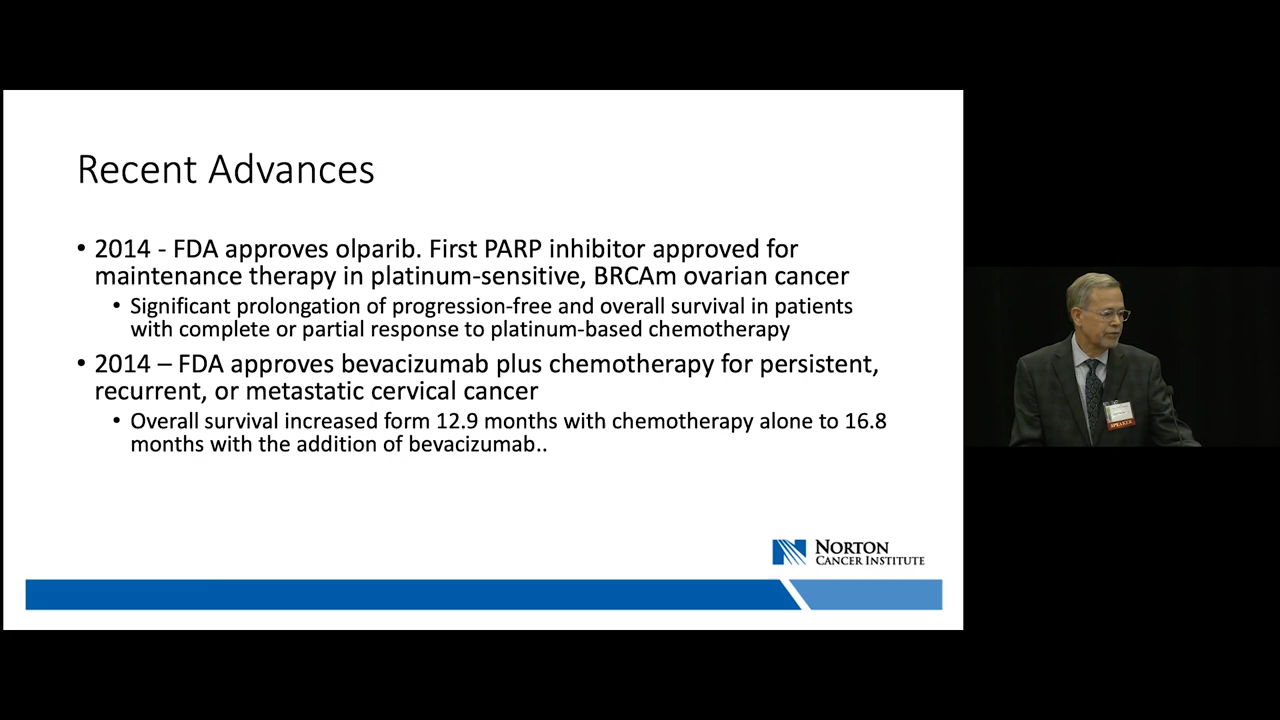 Recent Advances
• 2014 - FDA approves olparib. First PARP inhibitor approved for
maintenance therapy in platinum-sensitive, BRCAm ovarian cancer
• Significant prolongation of progression-free and overall survival in patients
with complete or partial response to platinum-based chemotherapy
• 2014 – FDA approves bevacizumab plus chemotherapy for persistent,
recurrent, or metastatic cervical cancer
• Overall survival increased form 12.9 months with chemotherapy alone to 16.8
months with the addition of bevacizumab..
NORTON
CANCER INSTITUTE
SPEAKER